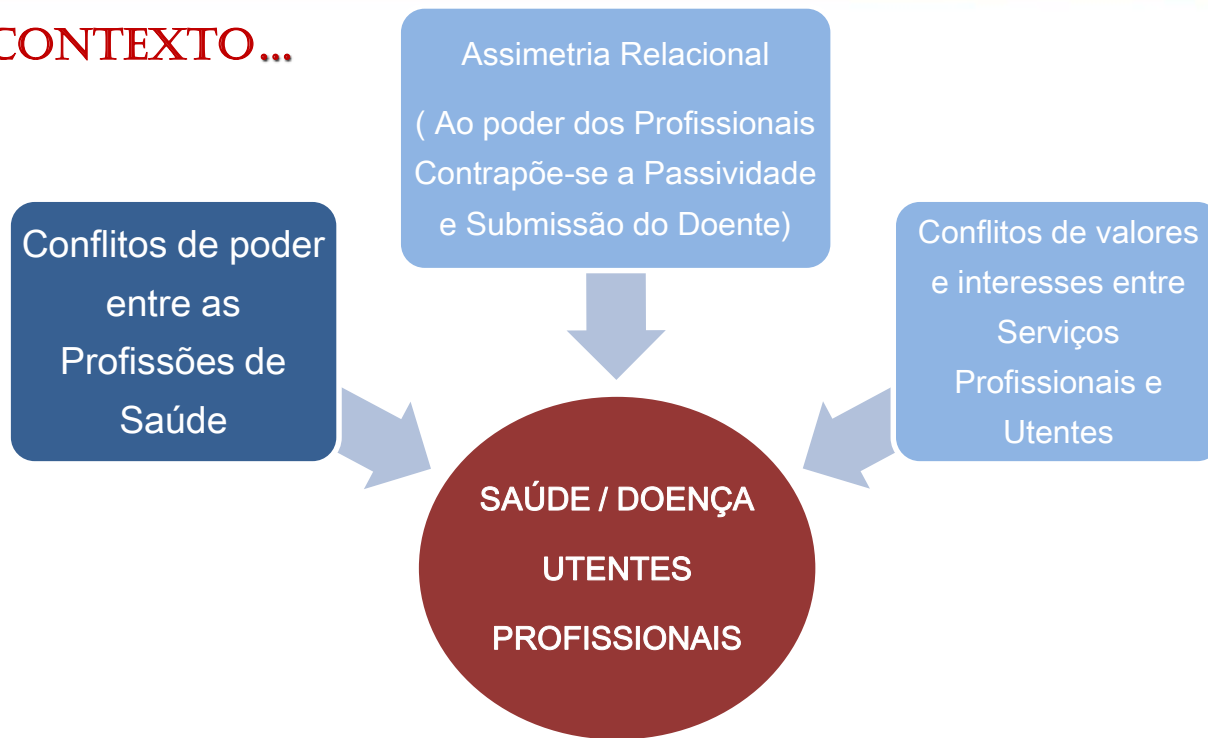 CONTEXTO...
Assimetria Relacional
( Ao poder dos Profissionais
Contrapõe-se a Passividade
e Submissão do Doente)
Conflitos de poder
entre as
Profissões de
Saúde
Conflitos de valores
e interesses entre
Serviços
Profissionais e
Utentes
SAÚDE / DOENÇA
UTENTES
PROFISSIONAIS